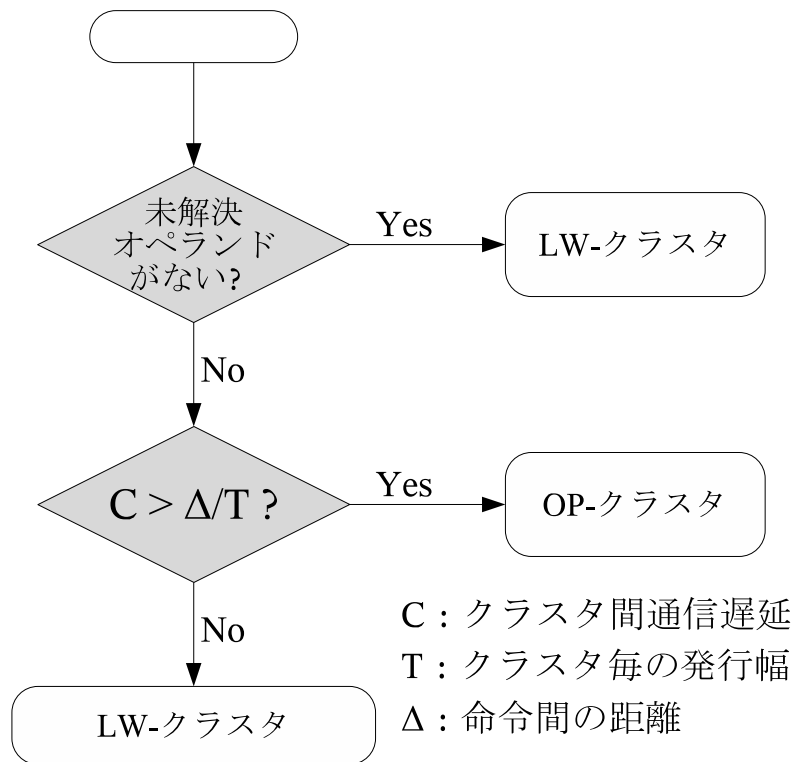 未解決
オペランド
がない?
Yes
LW-クラスタ
No
C > Δ/T ?
Yes
OP-クラスタ
No
LW-クラスタ
C : クラスタ間通信遅延
T : クラスタ毎の発行幅
Δ : 命令間の距離